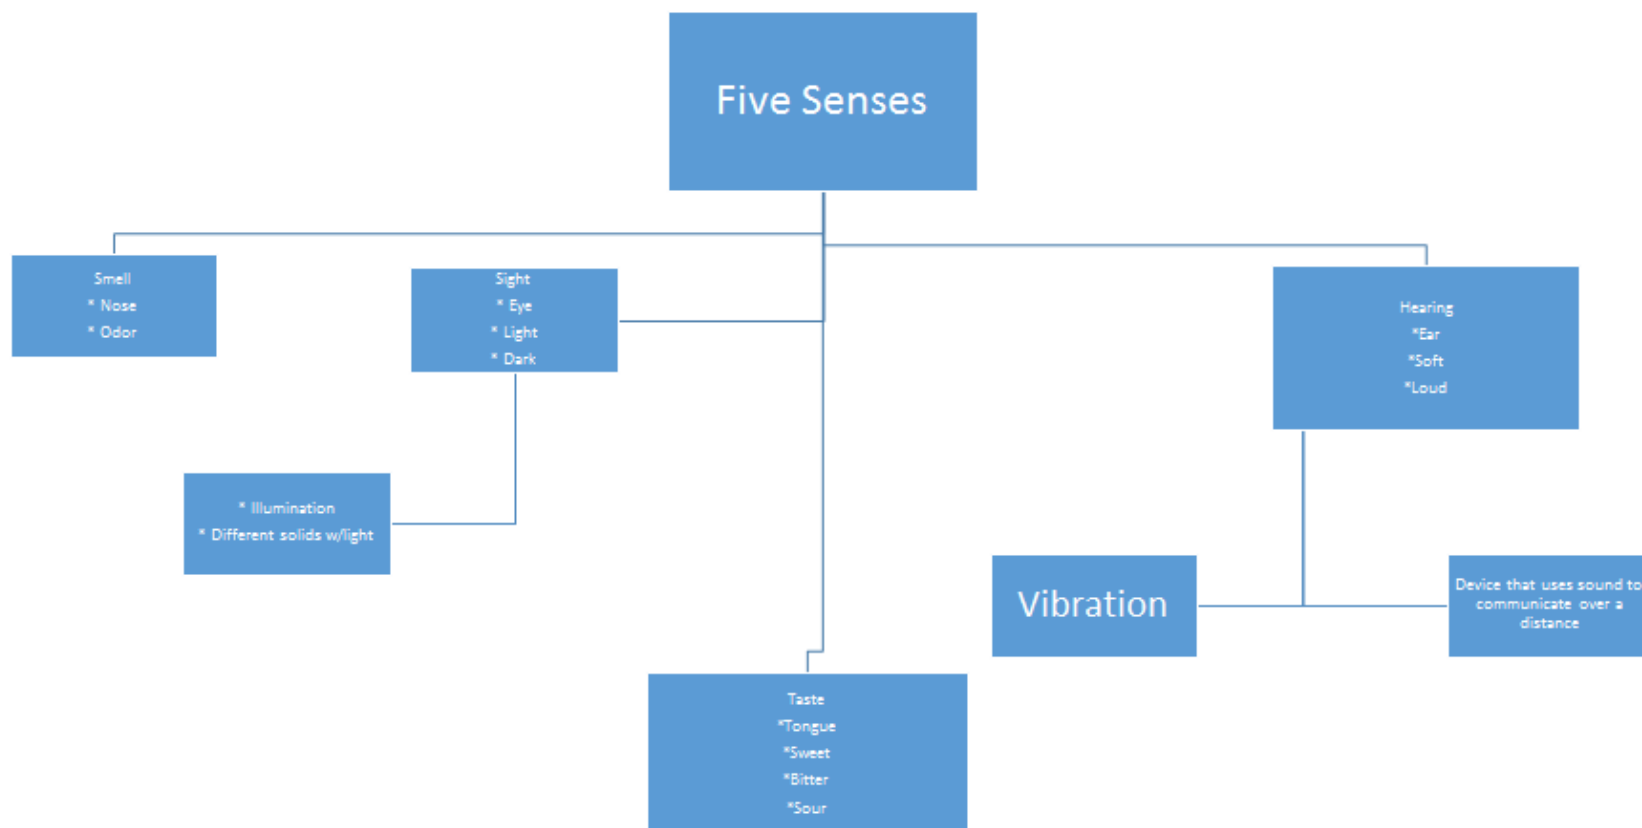 Five Senses
Smell
* Nose
* Odor
Sight
* Eye
* Light
* Dark
Hearing
*Ear
*Soft
*Loud
* Illumination
* Different solids w/light
Vibration
Device that uses sound to
communicate over a
distance
Taste
*Tongue
*Sweet
*Bitter
*Sour